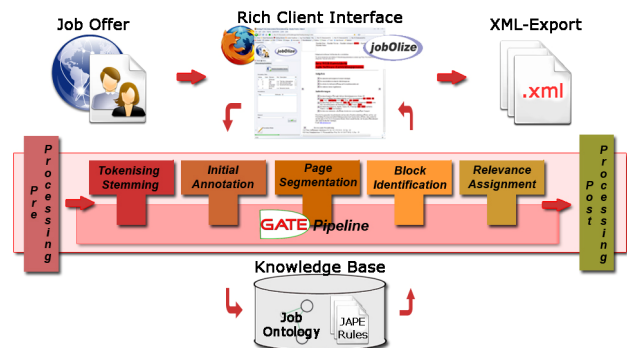 Job Offer
Rich Client Interface
XML-Export
jobOlize
.xml
Pre
Processing
Tokenising
Stemming
Initial
Annotation
Page
Segmentation
Block
Identification
Relevance
Assignment
Post
Processing
GATE Pipeline
Knowledge Base
Job
Ontology
JAPE
Rules